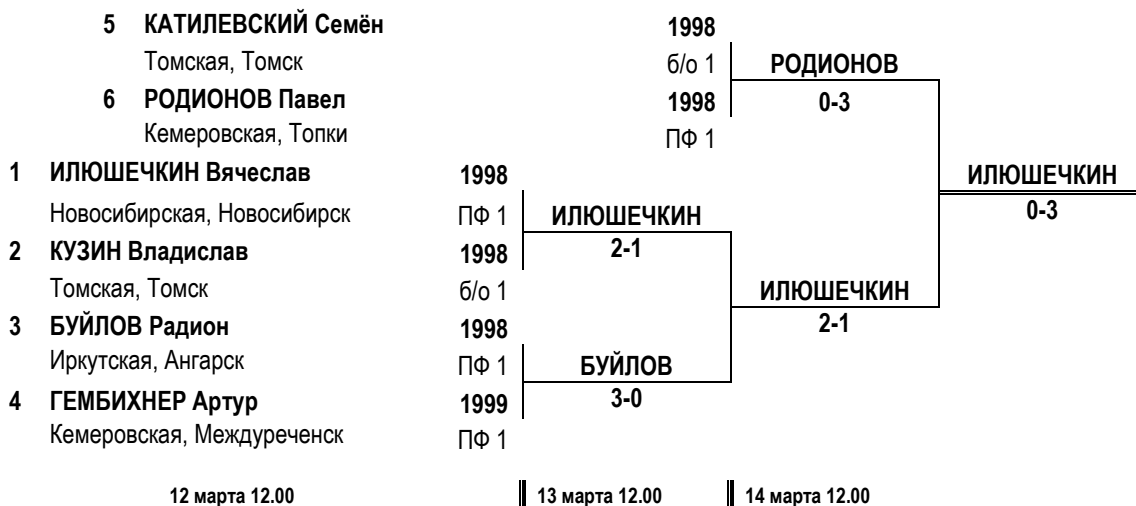 5 КАТИЛЕВСКИЙ Семён 1998
Томская, Томск б/о 1 РОДИОНОВ
6 РОДИОНОВ Павел 1998 0-3
Кемеровская, Топки ПФ 1
1 ИЛЮШЕЧКИН Вячеслав 1998 ИЛЮШЕЧКИН
Новосибирская, Новосибирск ПФ 1 ИЛЮШЕЧКИН 0-3
2 КУЗИН Владислав 1998 2-1
Томская, Томск б/о 1 ИЛЮШЕЧКИН
3 БУЙЛОВ Радион 1998 2-1
Иркутская, Ангарск ПФ 1 БУЙЛОВ
4 ГЕМБИХНЕР Артур 1999 3-0
Кемеровская, Междуреченск ПФ 1
12 марта 12.00 13 марта 12.00 14 марта 12.00